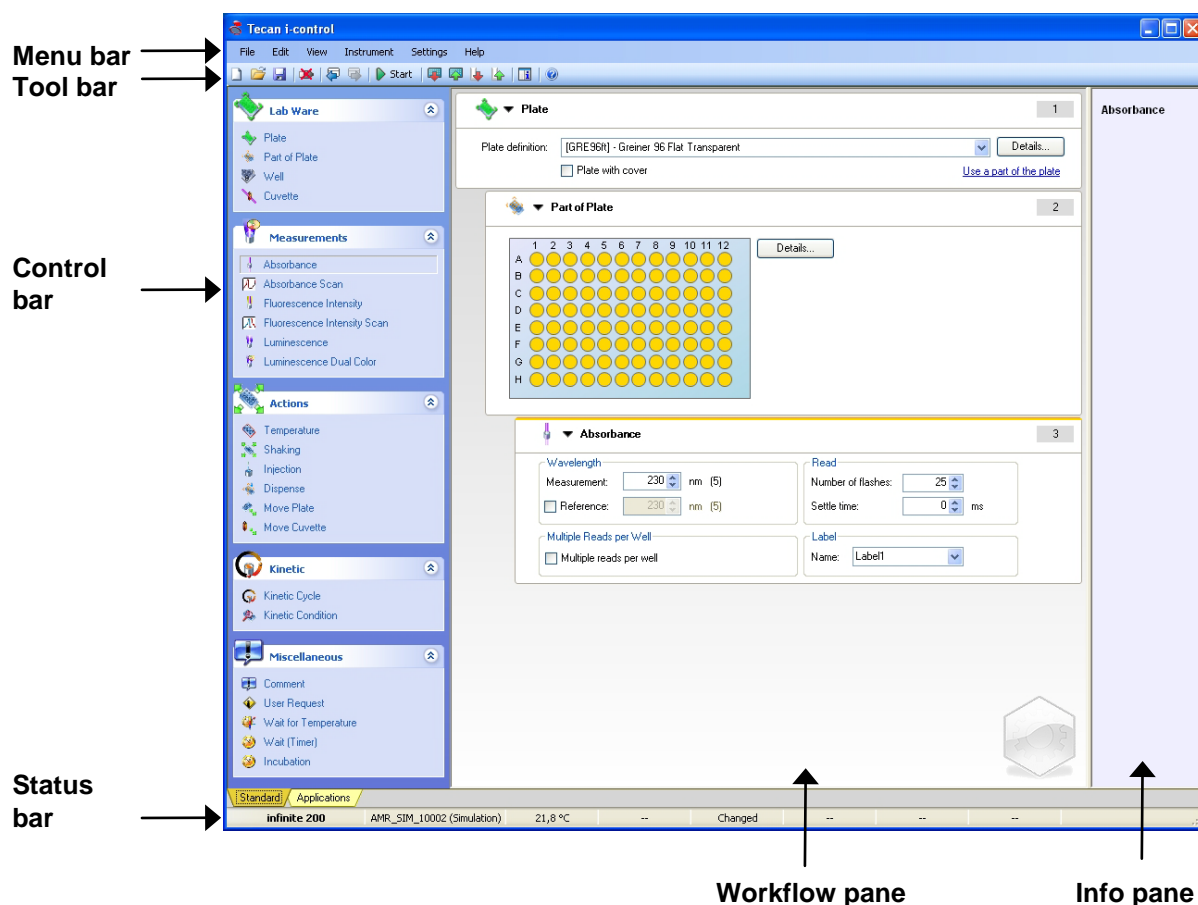 Tecan i-control
Menu bar
File Edit View Instrument Settings Help
Tool bar
Start
Control bar
Lab Ware
Plate
Part of Plate
Well
Cuvette
Measurements
Absorbance
Absorbance Scan
Fluorescence Intensity
Fluorescence Intensity Scan
Luminescence
Luminescence Dual Color
Actions
Temperature
Shaking
Injection
Dispense
Move Plate
Move Cuvette
Kinetic
Kinetic Cycle
Kinetic Condition
Miscellaneous
Comment
User Request
Wait for Temperature
Wait (Timer)
Incubation
Plate 1
Plate definition: [GRE96ft] - Greiner 96 Flat Transparent Details...
Plate with cover Use a part of the plate
Part of Plate 2
1 2 3 4 5 6 7 8 9 10 11 12 Details...
A
B
C
D
E
F
G
H
Absorbance 3
Wavelength
Measurement: 230 nm (5)
Reference: 230 nm (5)
Read
Number of flashes: 25
Settle time: 0 ms
Multiple Reads per Well
Multiple reads per well
Label
Name: Label1
Absorbance
Standard Applications
Status bar
infinite 200 AMR_SIM_10002 (Simulation) 21,8 °C -- Changed -- -- --
Workflow pane Info pane